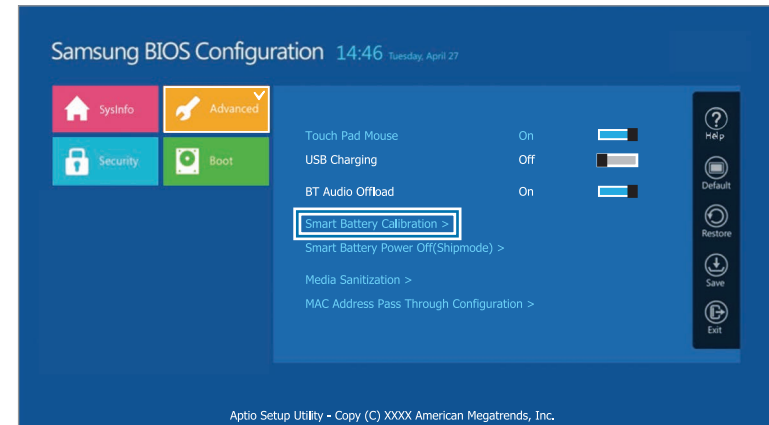 Samsung BIOS Configuration 14:46 Tuesday, April 27
SysInfo
Advanced
Security
Boot
Touch Pad Mouse On
USB Charging Off
BT Audio Offload On
Smart Battery Calibration >
Smart Battery Power Off(Shipmode) >
Media Sanitization >
MAC Address Pass Through Configuration >
Help
Default
Restore
Save
Exit
Aptio Setup Utility - Copy (C) XXXX American Megatrends, Inc.